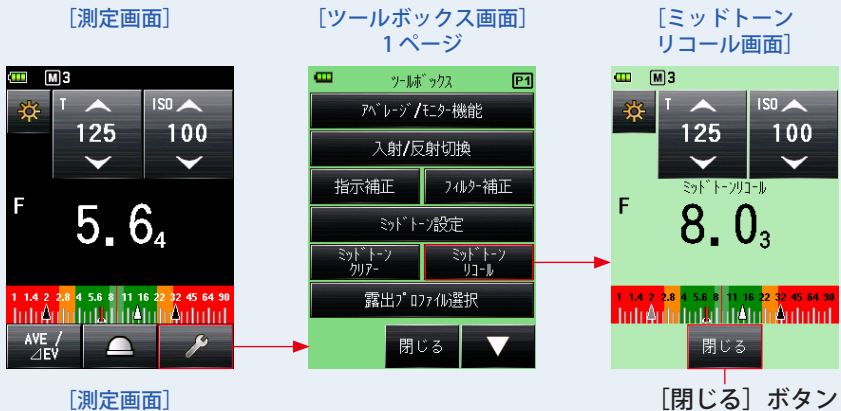 ［測定画面］
［ツールボックス画面］
1 ページ
［ミッドトーン
リコール画面］
M3
T
125
ISO
100
F
5.6₄
1 1.4 2 2.8 4 5.6 8 11 16 22 32 45 64 90
AVE /
⊿EV
ﾂｰﾙﾎﾞｯｸｽ
P1
ｱﾍﾞﾚｰｼﾞ/ﾓﾆﾀｰ機能
入射/反射切換
指示補正
ﾌｨﾙﾀｰ補正
ﾐｯﾄﾞﾄｰﾝ設定
ﾐｯﾄﾞﾄｰﾝ
ｸﾘｱｰ
ﾐｯﾄﾞﾄｰﾝ
ﾘｺｰﾙ
露出ﾌﾟﾛﾌｧｲﾙ選択
閉じる
M3
T
125
ISO
100
ﾐｯﾄﾞﾄｰﾝﾘｺｰﾙ
F
8.0₃
1 1.4 2 2.8 4 5.6 8 11 16 22 32 45 64 90
閉じる
［測定画面］
［閉じる］ボタン